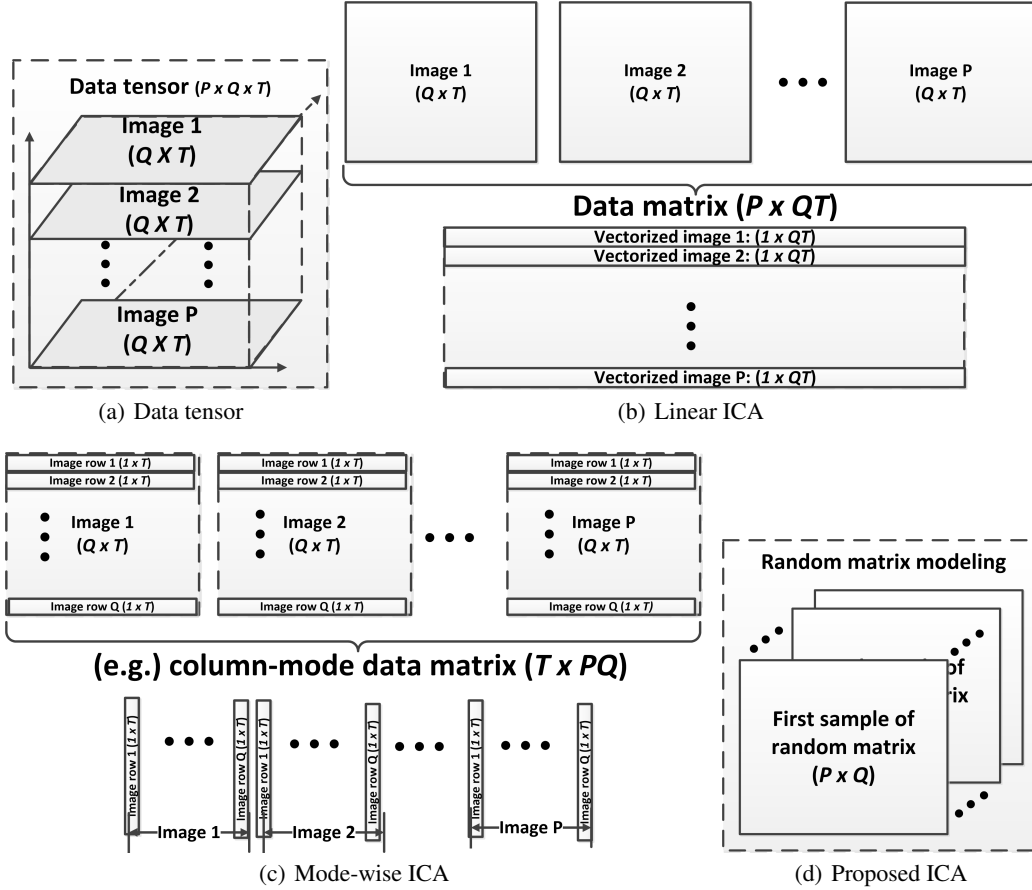 Data tensor (P x Q x T)
Image 1
(Q X T)
Image 2
(Q X T)
Image P
(Q X T)
(a) Data tensor
Image 1
(Q x T)
Image 2
(Q x T)
Image P
(Q x T)
Data matrix (P x QT)
Vectorized image 1: (1 x QT)
Vectorized image 2: (1 x QT)
Vectorized image P: (1 x QT)
(b) Linear ICA
Image row 1 (1 x T)
Image row 2 (1 x T)
Image 1
(Q x T)
Image row Q (1 x T)
Image row 1 (1 x T)
Image row 2 (1 x T)
Image 2
(Q x T)
Image row Q (1 x T)
Image row 1 (1 x T)
Image row 2 (1 x T)
Image P
(Q x T)
Image row Q (1 x T)
(e.g.) column-mode data matrix (T x PQ)
Image row 1 (1 x T)
Image row Q (1 x T)
Image row 1 (1 x T)
Image row Q (1 x T)
Image row 1 (1 x T)
Image row Q (1 x T)
Image 1
Image 2
Image P
(c) Mode-wise ICA
Random matrix modeling
of
First sample of
random matrix
(P x Q)
(d) Proposed ICA